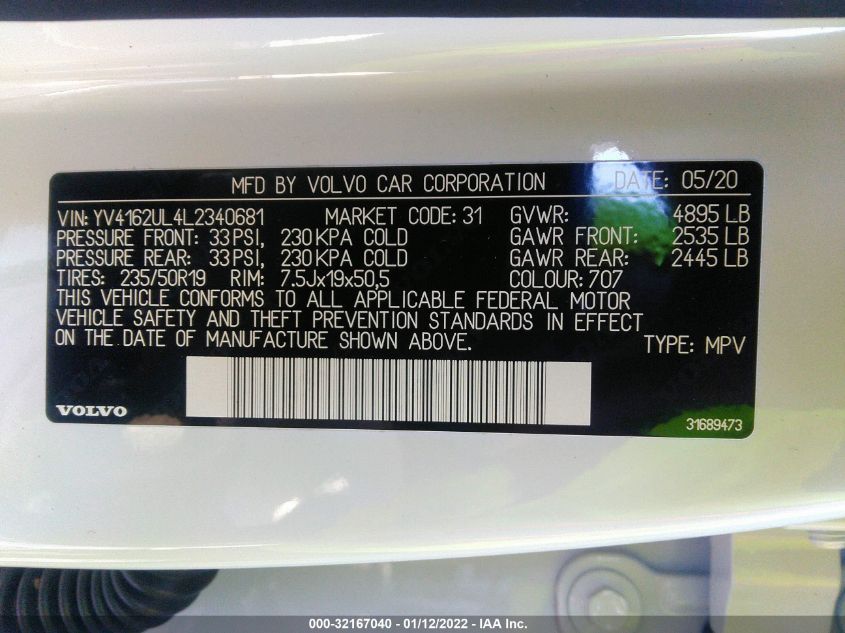 MFD BY VOLVO CAR CORPORATION DATE: 05/20
VIN: YV4162UL4L2340681 MARKET CODE: 31 GVWR: 4895 LB
PRESSURE FRONT: 33 PSI, 230 KPA COLD GAWR FRONT: 2535 LB
PRESSURE REAR: 33 PSI, 230 KPA COLD GAWR REAR: 2445 LB
TIRES: 235/50R19 RIM: 7.5Jx19x50,5 COLOUR: 707
THIS VEHICLE CONFORMS TO ALL APPLICABLE FEDERAL MOTOR
VEHICLE SAFETY AND THEFT PREVENTION STANDARDS IN EFFECT
ON THE DATE OF MANUFACTURE SHOWN ABOVE. TYPE: MPV
VOLVO 31689473
000-32167040 - 01/12/2022 - IAA Inc.